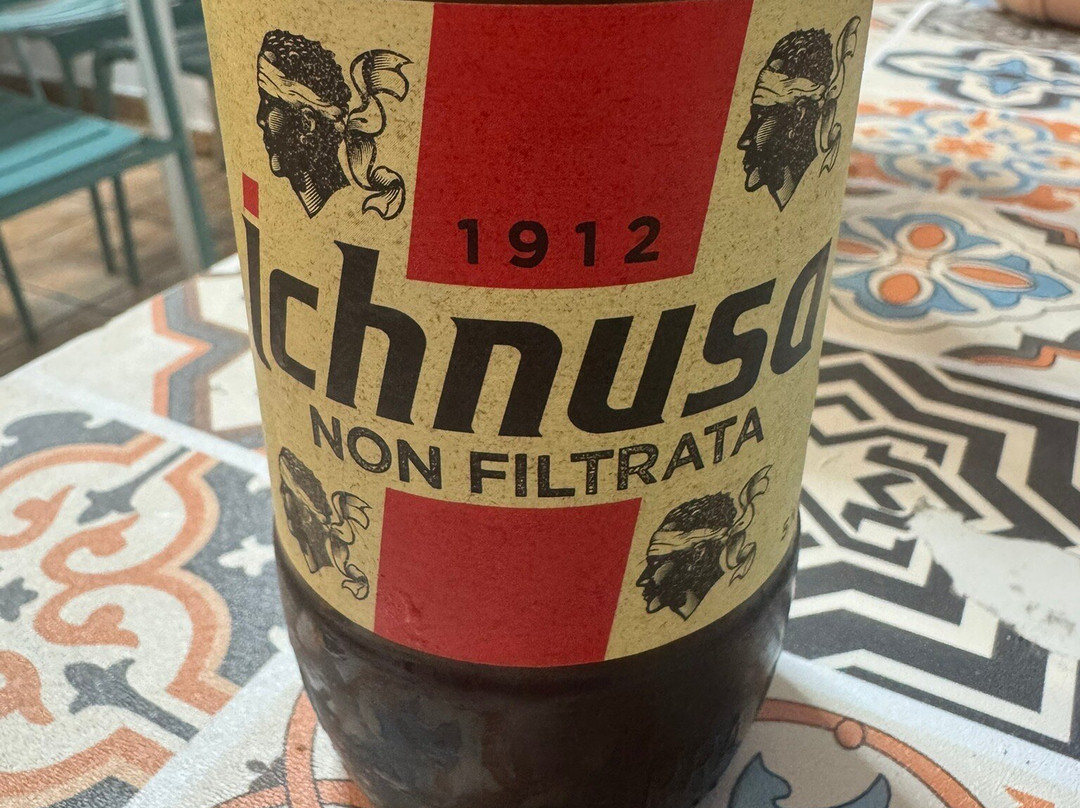 1912
ichnusa
NON FILTRATA